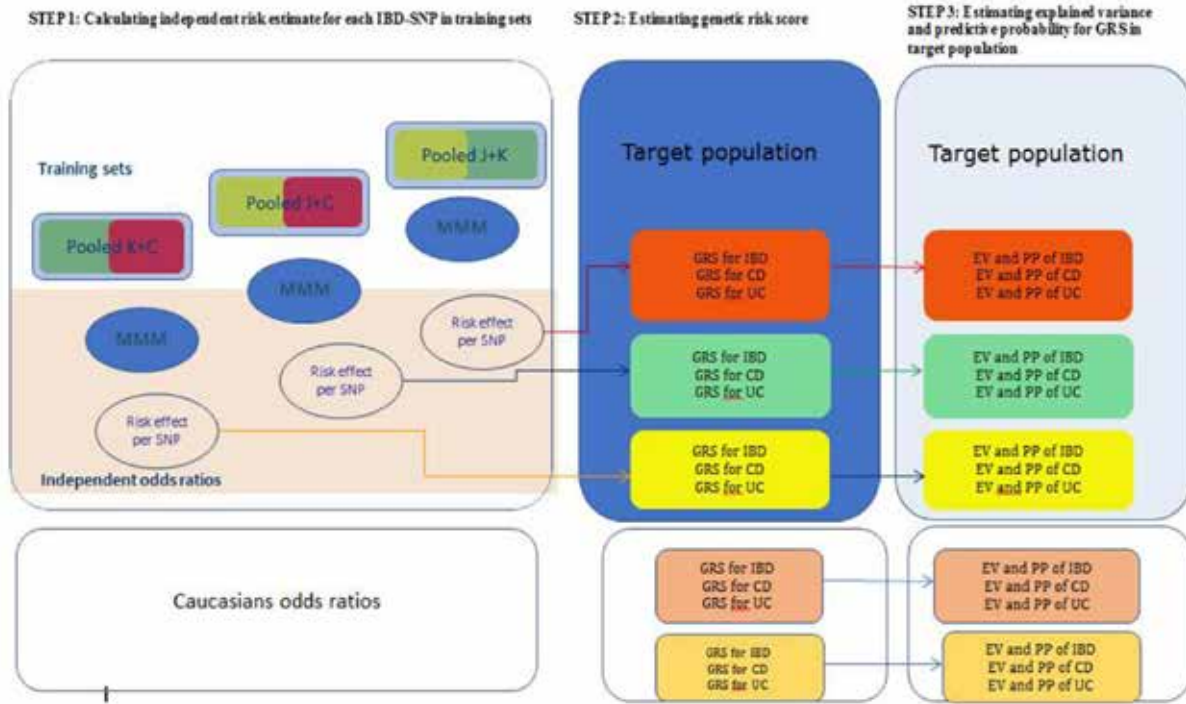 STEP 1: Calculating independent risk estimate for each IBD-SNP in training sets
STEP 2: Estimating genetic risk score
STEP 3: Estimating explained variance
and predictive probability for GRS in
target population
Training sets
Pooled J+K
MMM
Pooled J+C
MMM
Pooled K+C
MMM
Risk effect
per SNP
Risk effect
per SNP
Risk effect
per SNP
Independent odds ratios
Target population
GRS for IBD
GRS for CD
GRS for UC
GRS for IBD
GRS for CD
GRS for UC
GRS for IBD
GRS for CD
GRS for UC
Target population
EV and PP of IBD
EV and PP of CD
EV and PP of UC
EV and PP of IBD
EV and PP of CD
EV and PP of UC
EV and PP of IBD
EV and PP of CD
EV and PP of UC
Caucasians odds ratios
GRS for IBD
GRS for CD
GRS for UC
GRS for IBD
GRS for CD
GRS for UC
EV and PP of IBD
EV and PP of CD
EV and PP of UC
EV and PP of IBD
EV and PP of CD
EV and PP of UC